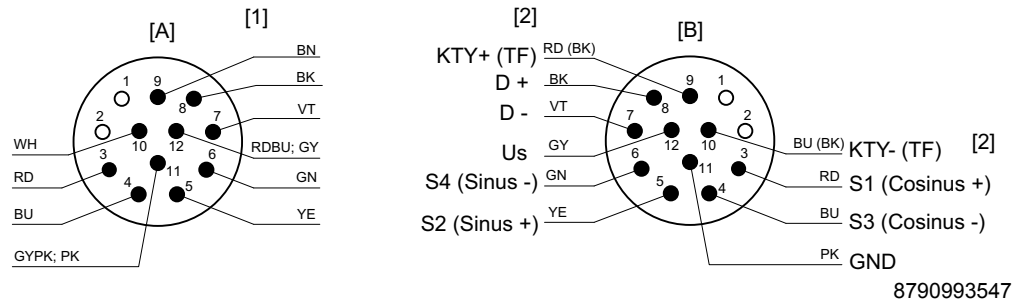 [1]
[A]
BN
BK
VT
RDBU; GY
GN
YE
WH
RD
BU
GYPK; PK
1
2
3
4
5
6
7
8
9
10
11
12
[2]
[B]
KTY+ (TF) RD (BK)
D + BK
D - VT
Us GY
S4 (Sinus -) GN
S2 (Sinus +) YE
BU (BK) KTY- (TF) [2]
RD S1 (Cosinus +)
BU S3 (Cosinus -)
PK GND
1
2
3
4
5
6
7
8
9
10
11
12
8790993547